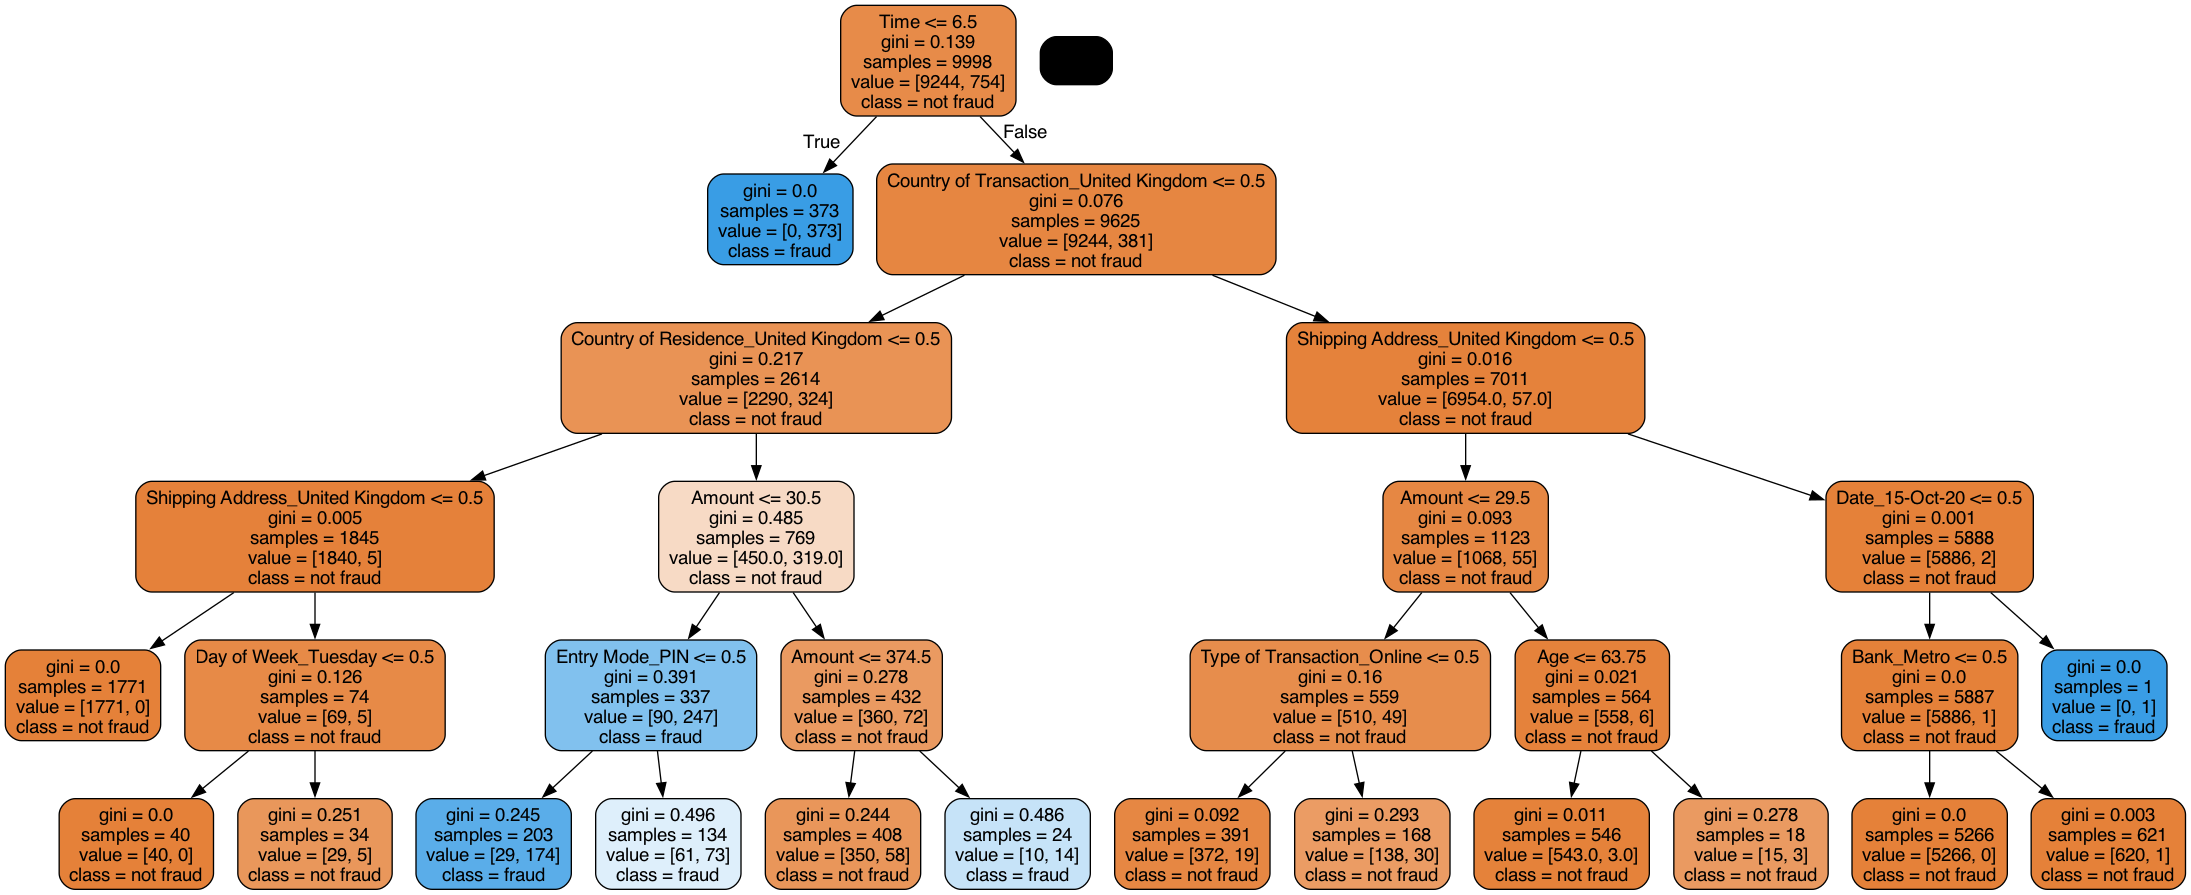 Time <= 6.5
gini = 0.139
samples = 9998
value = [9244, 754]
class = not fraud
True
False
gini = 0.0
samples = 373
value = [0, 373]
class = fraud
Country of Transaction_United Kingdom <= 0.5
gini = 0.076
samples = 9625
value = [9244, 381]
class = not fraud
Country of Residence_United Kingdom <= 0.5
gini = 0.217
samples = 2614
value = [2290, 324]
class = not fraud
Shipping Address_United Kingdom <= 0.5
gini = 0.016
samples = 7011
value = [6954.0, 57.0]
class = not fraud
Shipping Address_United Kingdom <= 0.5
gini = 0.005
samples = 1845
value = [1840, 5]
class = not fraud
Amount <= 30.5
gini = 0.485
samples = 769
value = [450.0, 319.0]
class = not fraud
Amount <= 29.5
gini = 0.093
samples = 1123
value = [1068, 55]
class = not fraud
Date_15-Oct-20 <= 0.5
gini = 0.001
samples = 5888
value = [5886, 2]
class = not fraud
gini = 0.0
samples = 1771
value = [1771, 0]
class = not fraud
Day of Week_Tuesday <= 0.5
gini = 0.126
samples = 74
value = [69, 5]
class = not fraud
Entry Mode_PIN <= 0.5
gini = 0.391
samples = 337
value = [90, 247]
class = fraud
Amount <= 374.5
gini = 0.278
samples = 432
value = [360, 72]
class = not fraud
Type of Transaction_Online <= 0.5
gini = 0.16
samples = 559
value = [510, 49]
class = not fraud
Age <= 63.75
gini = 0.021
samples = 564
value = [558, 6]
class = not fraud
Bank_Metro <= 0.5
gini = 0.0
samples = 5887
value = [5886, 1]
class = not fraud
gini = 0.0
samples = 1
value = [0, 1]
class = fraud
gini = 0.0
samples = 40
value = [40, 0]
class = not fraud
gini = 0.251
samples = 34
value = [29, 5]
class = not fraud
gini = 0.245
samples = 203
value = [29, 174]
class = fraud
gini = 0.496
samples = 134
value = [61, 73]
class = fraud
gini = 0.244
samples = 408
value = [350, 58]
class = not fraud
gini = 0.486
samples = 24
value = [10, 14]
class = fraud
gini = 0.092
samples = 391
value = [372, 19]
class = not fraud
gini = 0.293
samples = 168
value = [138, 30]
class = not fraud
gini = 0.011
samples = 546
value = [543.0, 3.0]
class = not fraud
gini = 0.278
samples = 18
value = [15, 3]
class = not fraud
gini = 0.0
samples = 5266
value = [5266, 0]
class = not fraud
gini = 0.003
samples = 621
value = [620, 1]
class = not fraud